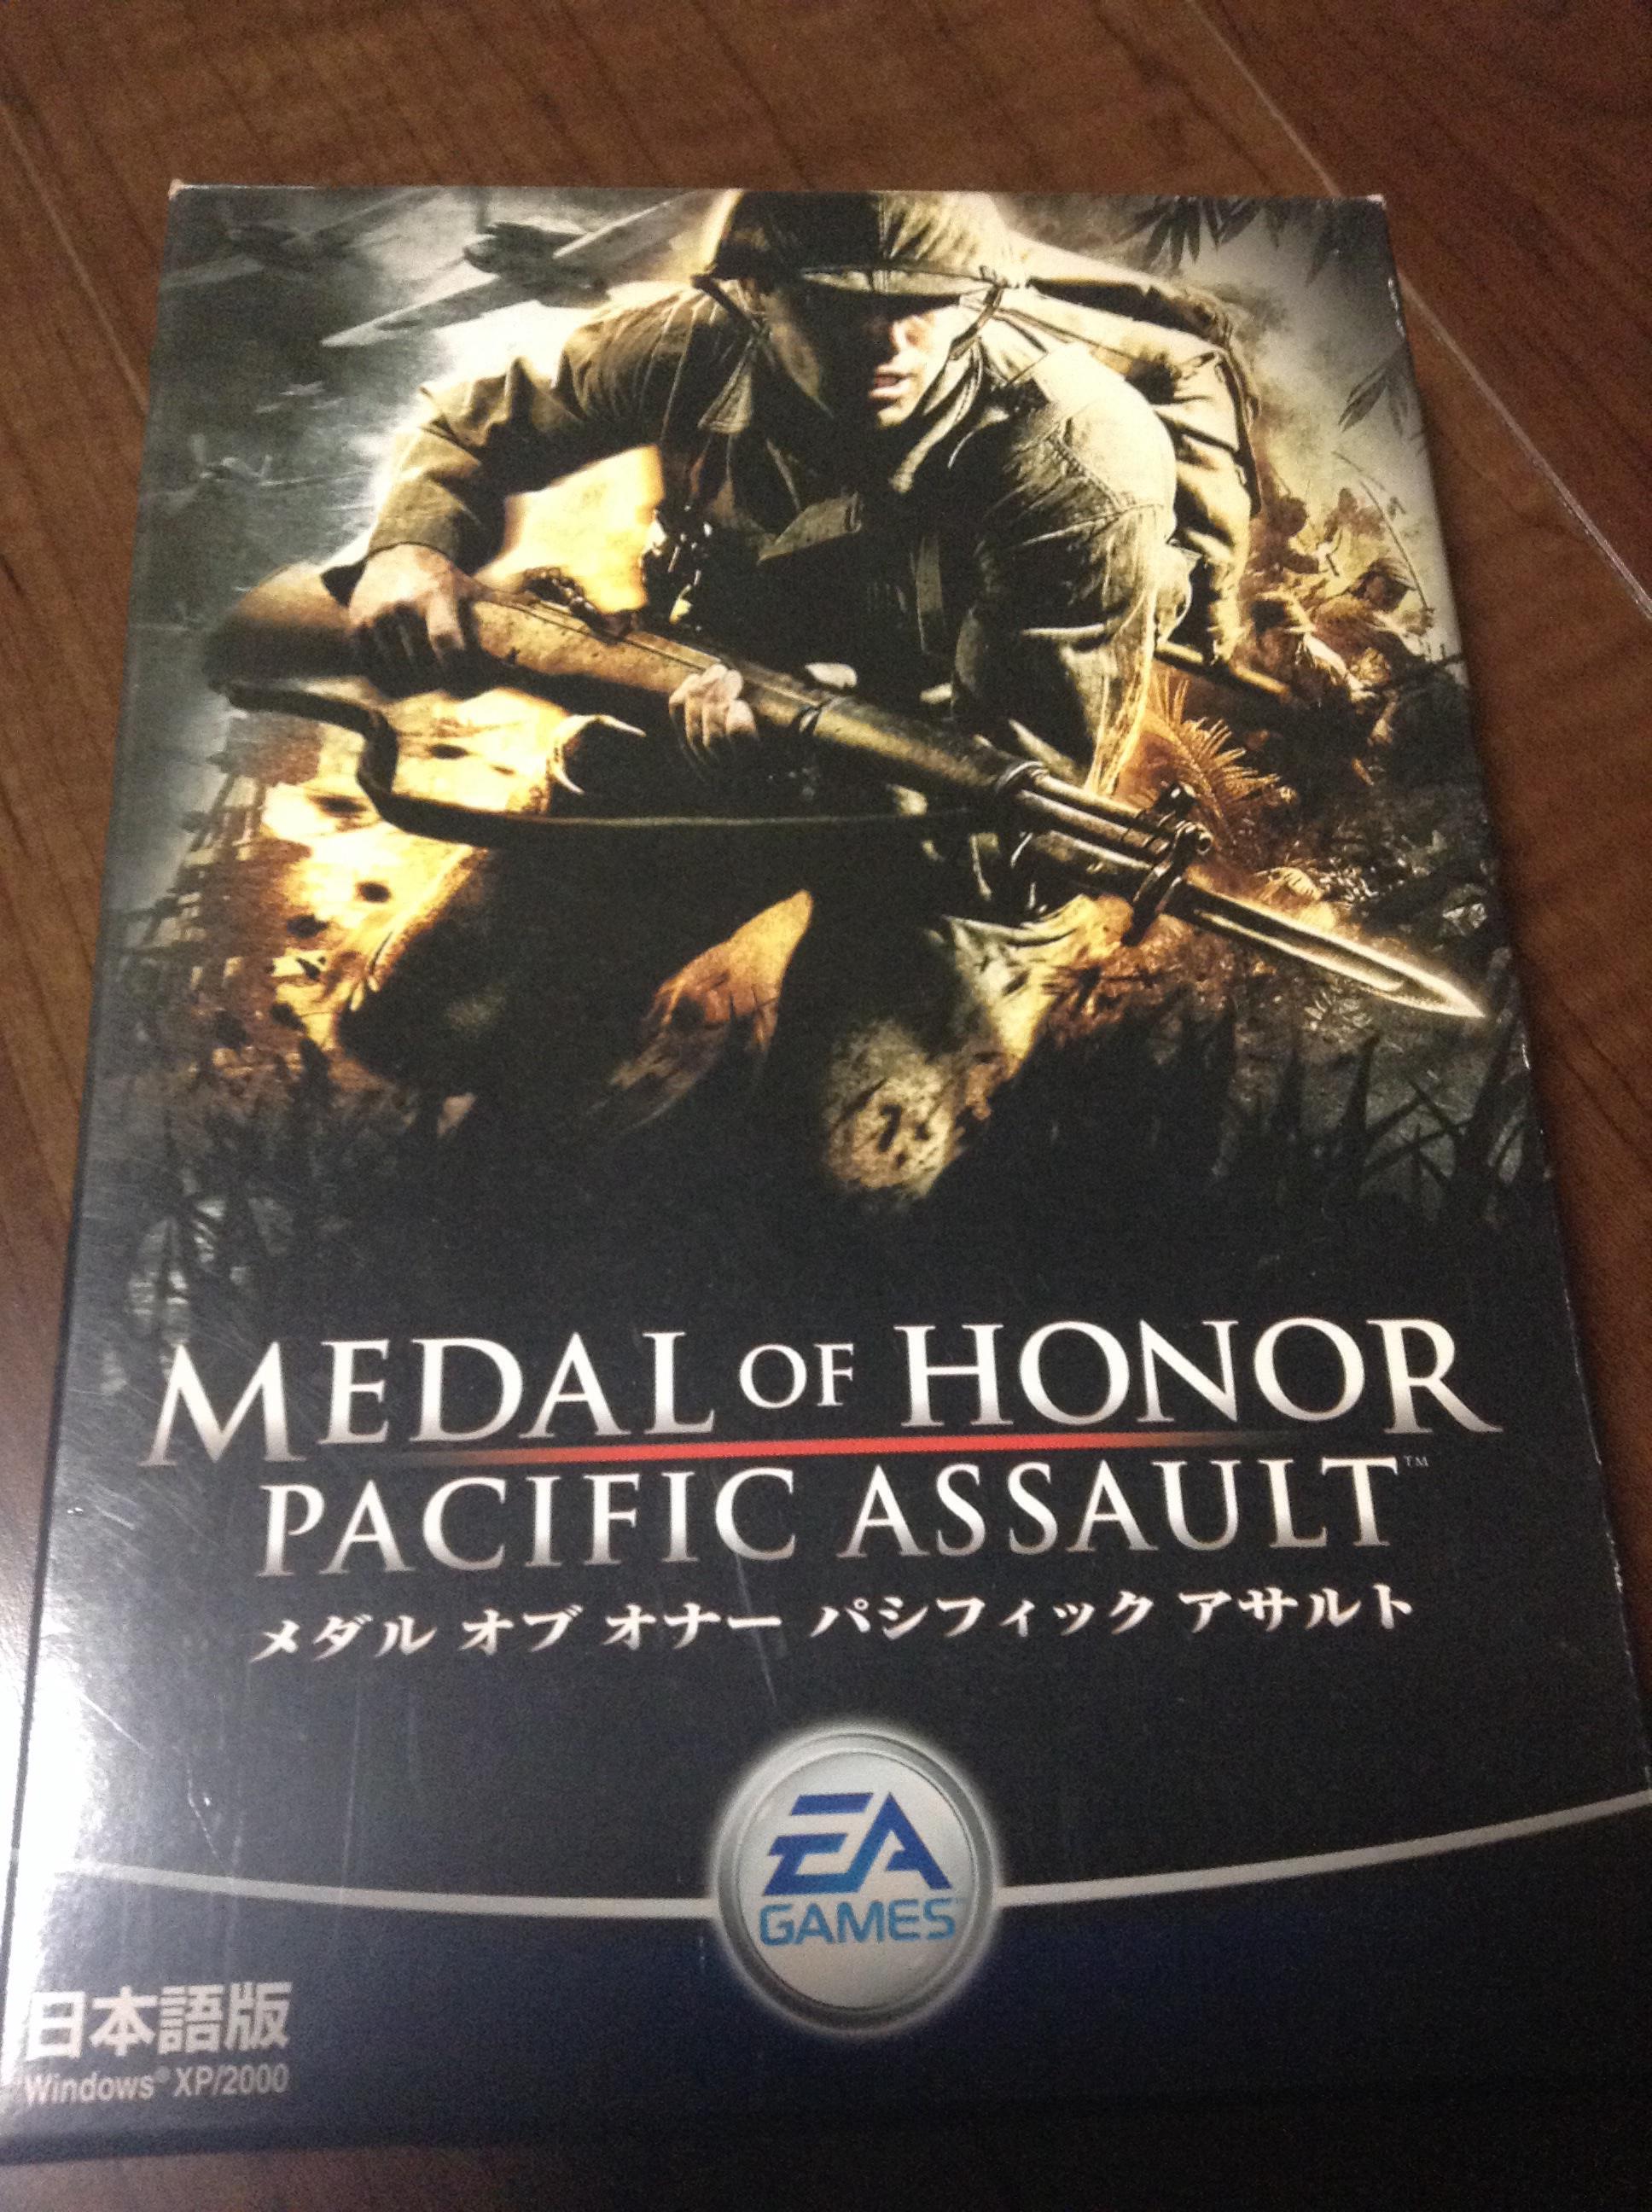 MEDAL OF HONOR
PACIFIC ASSAULT™
メダル オブ オナー パシフィック アサルト
EA
GAMES
日本語版
Windows® XP/2000